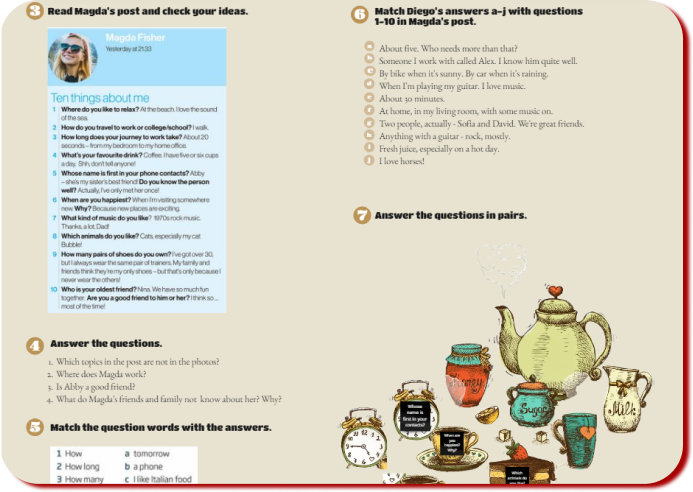 3 Read Magda's post and check your ideas.
Magda Fisher
Yesterday at 21.33
Ten things about me
1 Where do you like to relax? At the beach. I love the sound
of the sea.
2 How do you travel to work or college/school? I walk.
3 How long does your journey to work take? About 20
seconds – from my bedroom to my home office.
4 What's your favourite drink? Coffee. I have five or six cups
a day. Shh, don't tell anyone!
5 Whose name is first in your phone contacts? Abby
– she's my sister's best friend! Do you know the person
well? Actually, I've only met her once!
6 When are you happiest? When I'm visiting somewhere
new. Why? Because new places are exciting.
7 What kind of music do you like? 1970s rock music.
Thanks, a lot, Dad!
8 Which animals do you like? Cats, especially my cat
Bubble!
9 How many pairs of shoes do you own? I've got over 30,
but I always wear the same pair of trainers. My family and
friends think they're my only shoes – but that's only because I
never wear the others!
10 Who is your oldest friend? Nina. We have so much fun
together. Are you a good friend to him or her? I think so ...
most of the time!
4 Answer the questions.
1. Which topics in the post are not in the photos?
2. Where does Magda work?
3. Is Abby a good friend?
4. What do Magda's friends and family not know about her? Why?
5 Match the question words with the answers.
1 How a tomorrow
2 How long b a phone
3 How many c I like Italian food
6 Match Diego's answers a-j with questions
1-10 in Magda's post.
About five. Who needs more than that?
Someone I work with called Alex. I know him quite well.
By bike when it's sunny. By car when it's raining.
When I'm playing my guitar. I love music.
About 30 minutes.
At home, in my living room, with some music on.
Two people, actually - Sofia and David. We're great friends.
Anything with a guitar - rock, mostly.
Fresh juice, especially on a hot day.
I love horses!
7 Answer the questions in pairs.
Honey
Sugar
Milk
Whose
name is
first in your
contacts?
When are
you
happiest?
Why?
Which
animals do
you like?